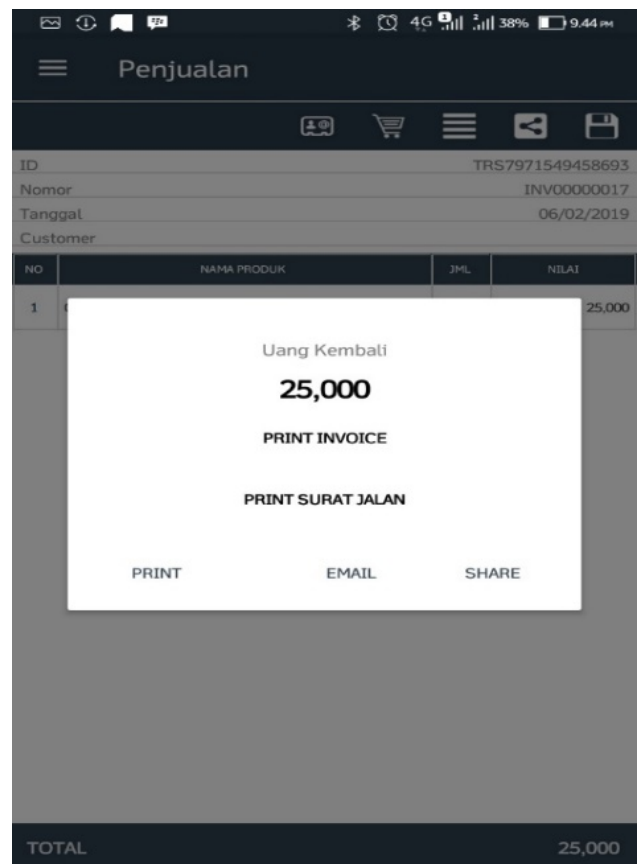 4G 38% 9.44 PM
Penjualan
ID TRS7971549458693
Nomor INV00000017
Tanggal 06/02/2019
Customer
NO NAMA PRODUK JML NILAI
1 25,000
Uang Kembali
25,000
PRINT INVOICE
PRINT SURAT JALAN
PRINT EMAIL SHARE
TOTAL 25,000